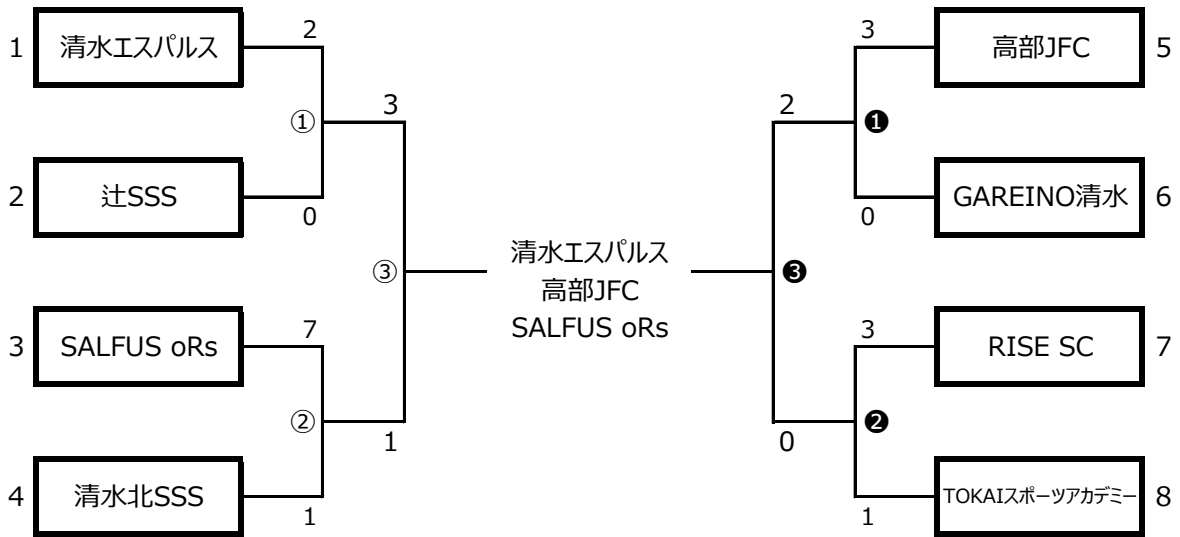 1 清水エスパルス 2
①
2 辻SSS 0
3
③
3 SALFUS oRs 7
②
4 清水北SSS 1
1
清水エスパルス
高部JFC
SALFUS oRs
3 高部JFC 5
2
❶
0 GAREINO清水 6
❸
3 RISE SC 7
0
❷
1 TOKAIスポーツアカデミー 8